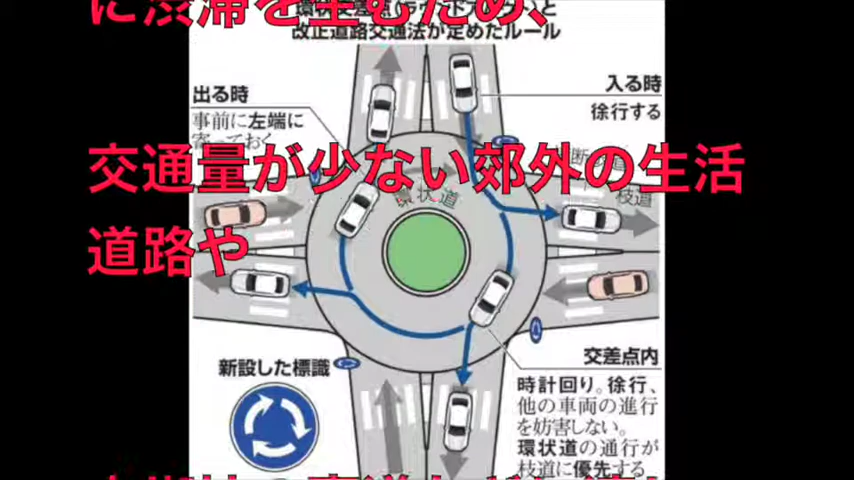 に渋滞を生むため、
改正道路交通法が定めたルール
出る時
事前に左端に
寄っておく
入る時
徐行する
交通量が少ない郊外の生活
道路や
環状道
枝道
新設した標識
交差点内
時計回り。徐行、
他の車両の進行
を妨害しない。
環状道の通行が
枝道に優先する